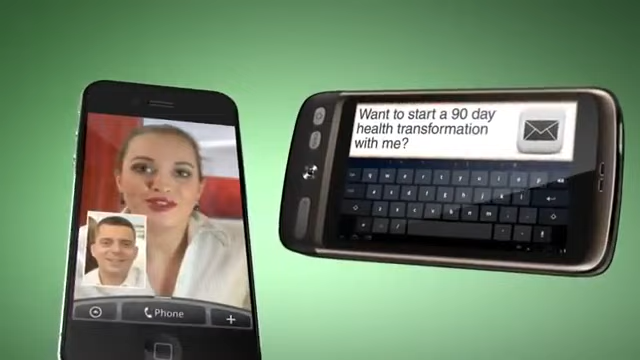 Want to start a 90 day
health transformation
with me?
Phone